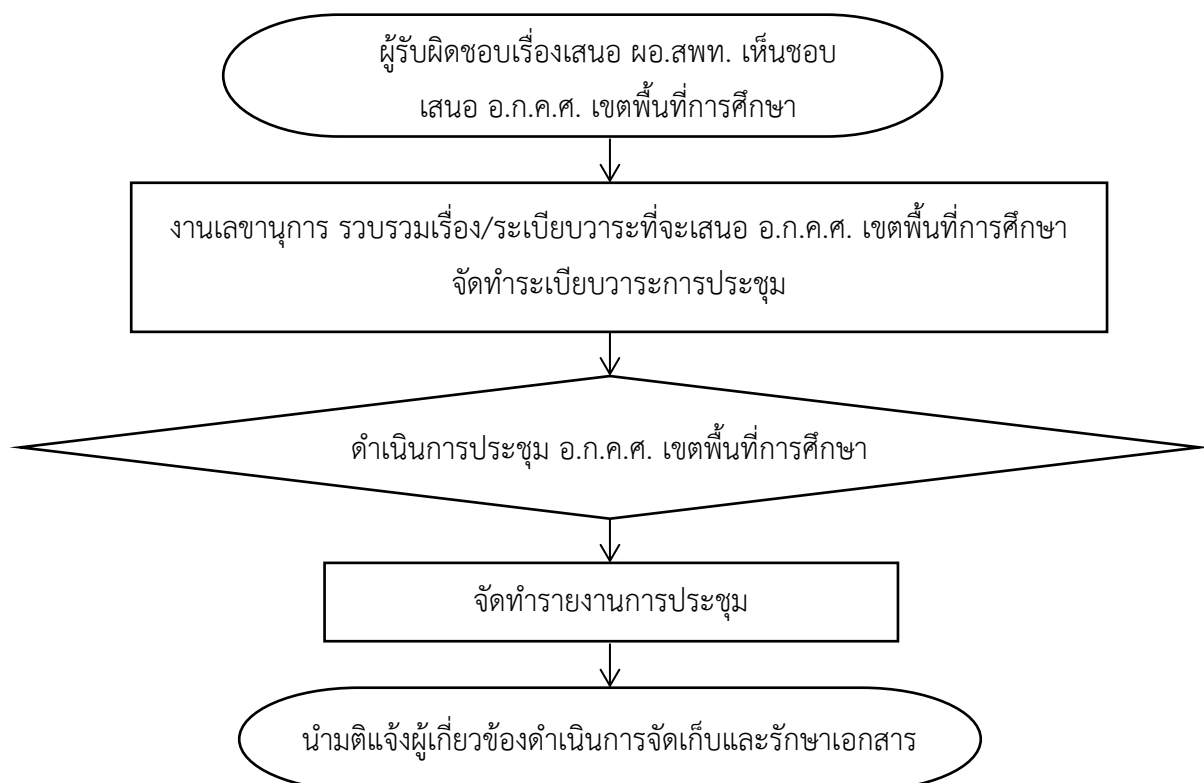 ผู้รับผิดชอบเรื่องเสนอ ผอ.สพท. เห็นชอบ
เสนอ อ.ก.ค.ศ. เขตพื้นที่การศึกษา
งานเลขานุการ รวบรวมเรื่อง/ระเบียบวาระที่จะเสนอ อ.ก.ค.ศ. เขตพื้นที่การศึกษา
จัดทำระเบียบวาระการประชุม
ดำเนินการประชุม อ.ก.ค.ศ. เขตพื้นที่การศึกษา
จัดทำรายงานการประชุม
นำมติแจ้งผู้เกี่ยวข้องดำเนินการจัดเก็บและรักษาเอกสาร